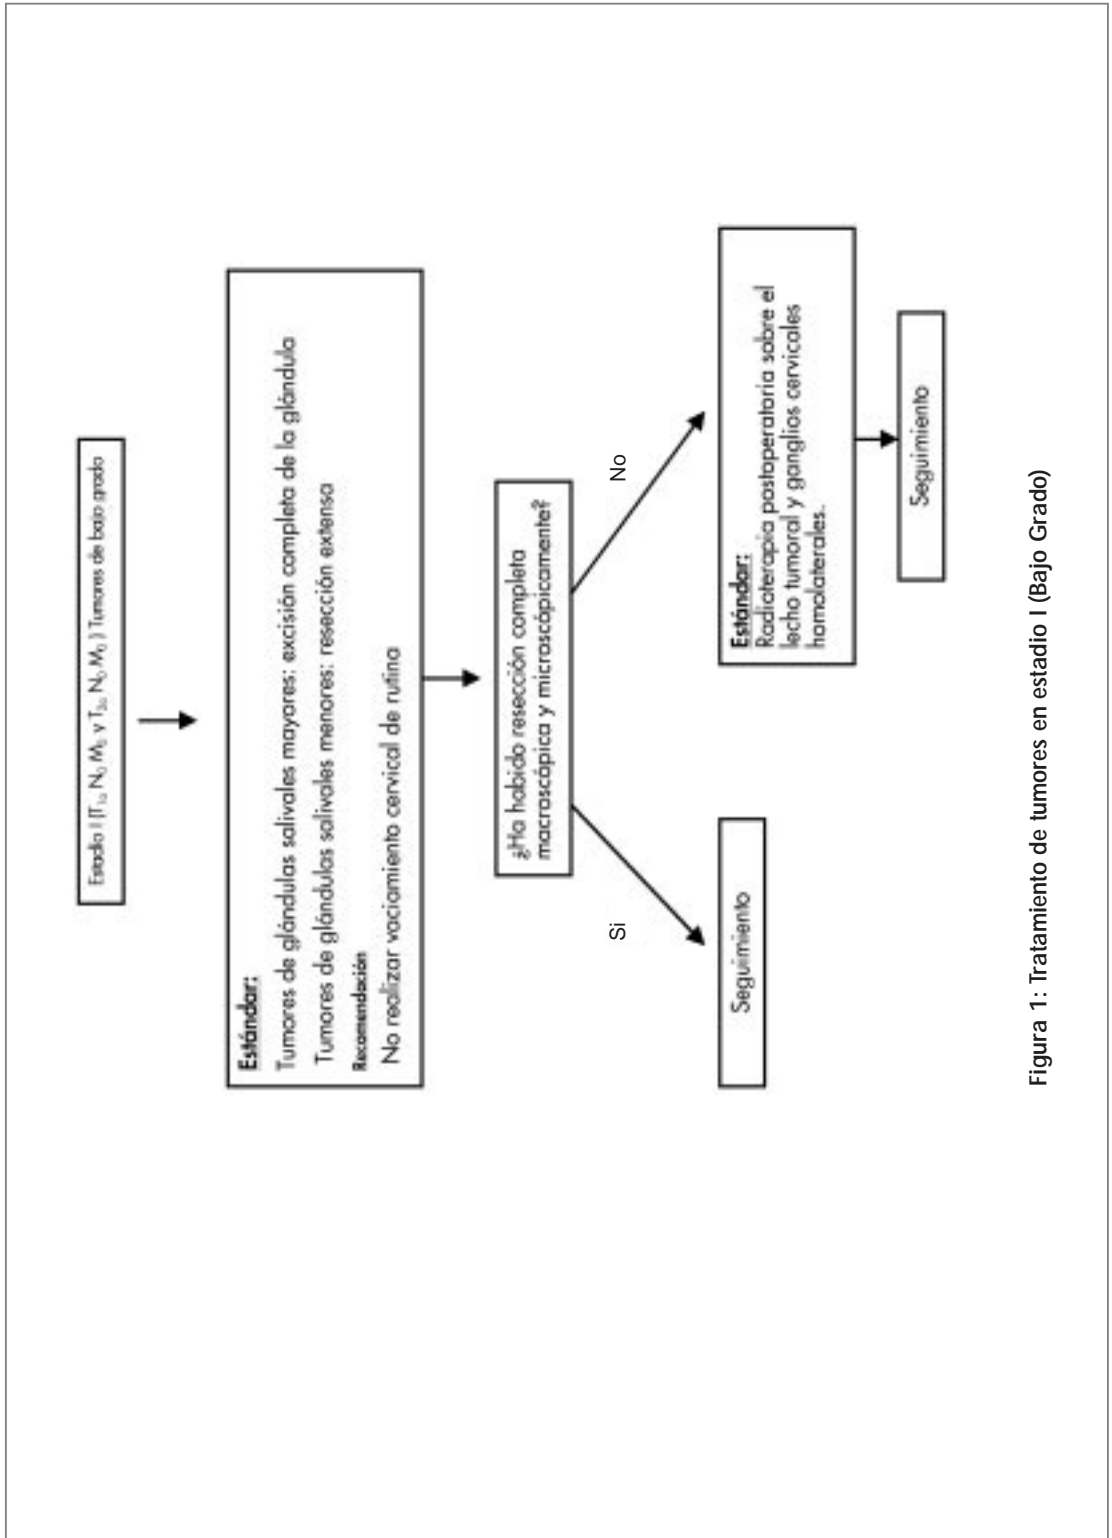 Estadio I (T₁ₐ N₀ M₀ y T₂ₐ N₀ M₀ ) Tumores de bajo grado
Estándar:
Tumores de glándulas salivales mayores: excisión completa de la glándula
Tumores de glándulas salivales menores: resección extensa
Recomendación
No realizar vaciamiento cervical de rutina
¿Ha habido resección completa
macroscópica y microscópicamente?
Si
No
Seguimiento
Estándar:
Radioterapia postoperatoria sobre el
lecho tumoral y ganglios cervicales
homolaterales.
Seguimiento
Figura 1: Tratamiento de tumores en estadio I (Bajo Grado)